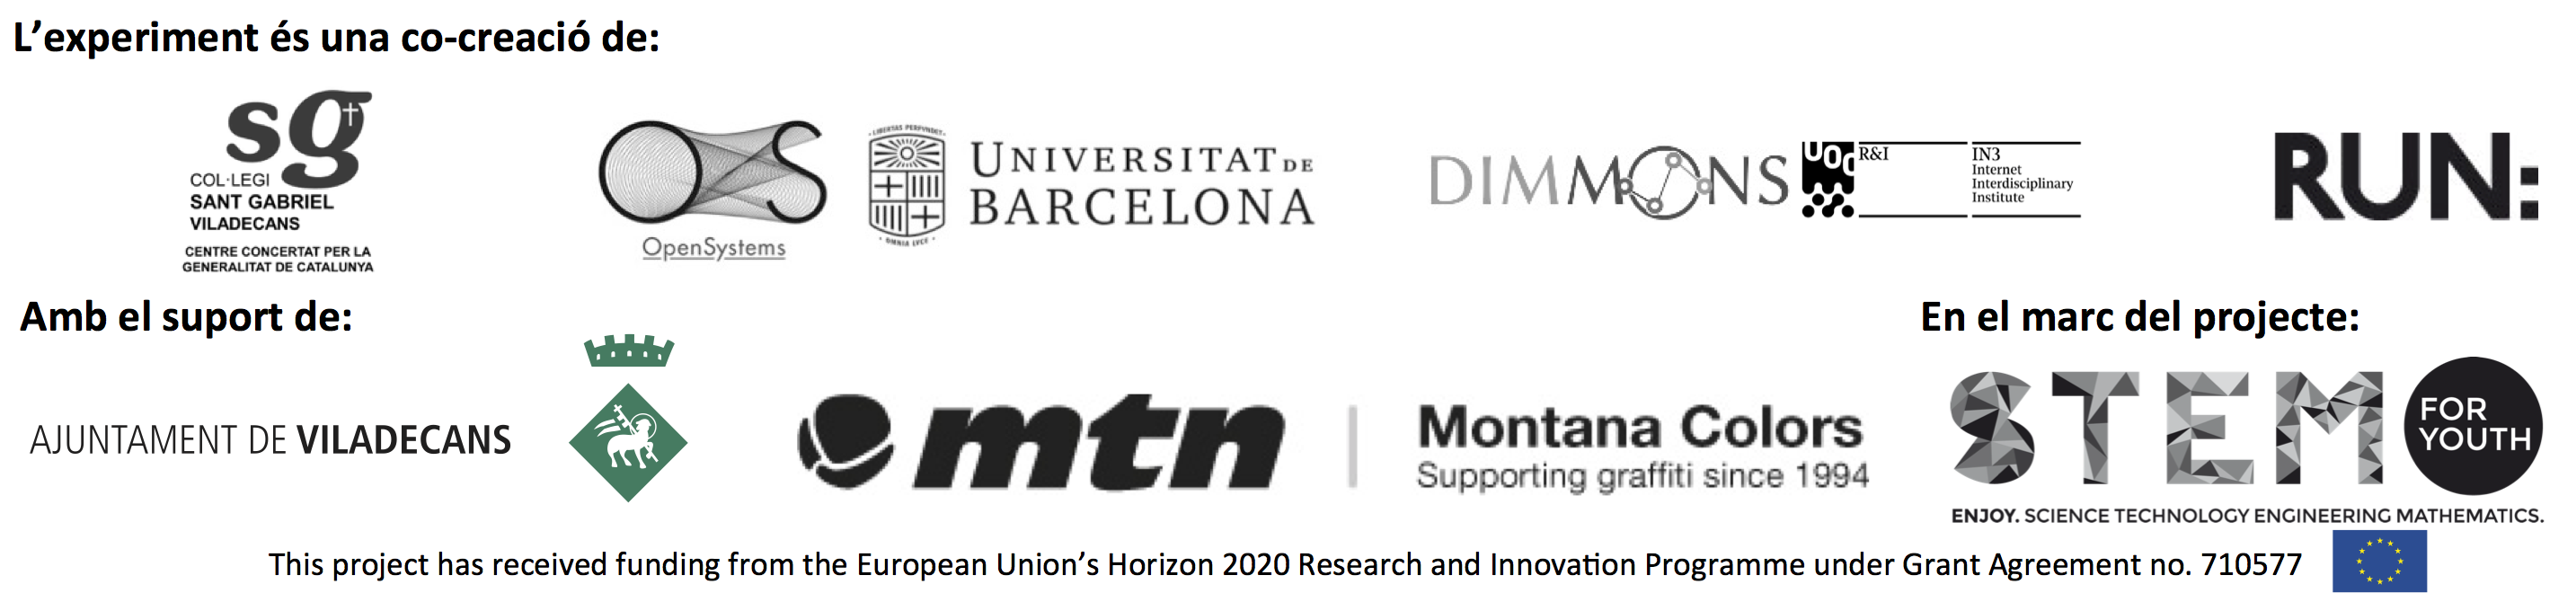 L’experiment és una co-creació de:
sg
COL·LEGI
SANT GABRIEL
VILADECANS
CENTRE CONCERTAT PER LA
GENERALITAT DE CATALUNYA
OS
OpenSystems
LIBERTAS PERFVNDET
OMNIA LVCE
UNIVERSITAT DE
BARCELONA
DIMMONS
UOC
R&I
IN3
Internet
Interdisciplinary
Institute
RUN:
Amb el suport de:
AJUNTAMENT DE VILADECANS
mtn
Montana Colors
Supporting graffiti since 1994
En el marc del projecte:
STEM
FOR
YOUTH
ENJOY. SCIENCE TECHNOLOGY ENGINEERING MATHEMATICS.
This project has received funding from the European Union’s Horizon 2020 Research and Innovation Programme under Grant Agreement no. 710577